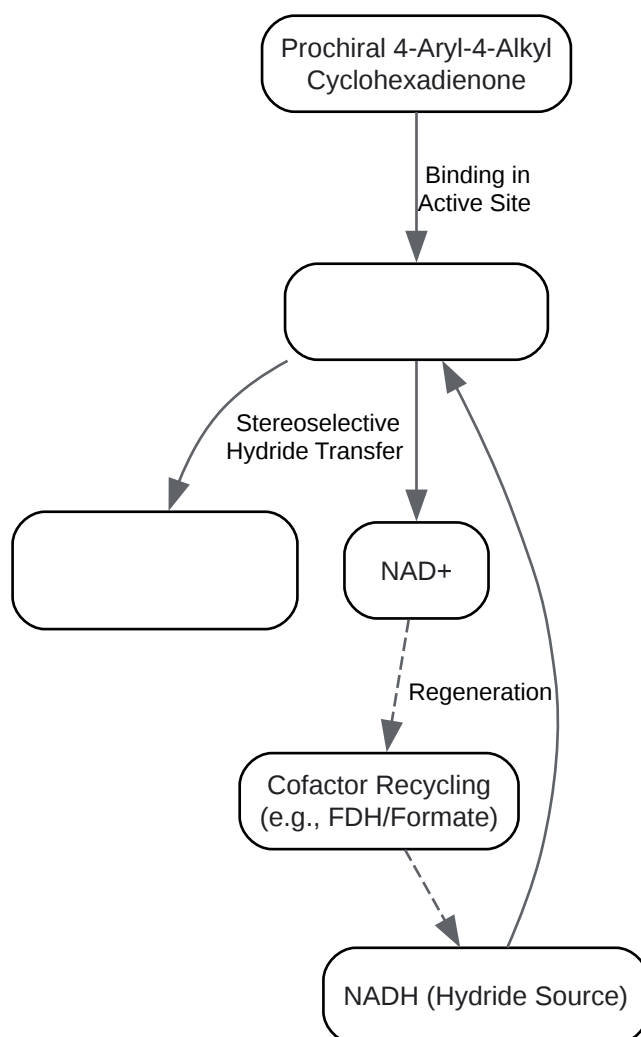 Prochiral 4-Aryl-4-Alkyl
Cyclohexadienone
Binding in
Active Site
Stereoselective
Hydride Transfer
NAD+
Regeneration
Cofactor Recycling
(e.g., FDH/Formate)
NADH (Hydride Source)